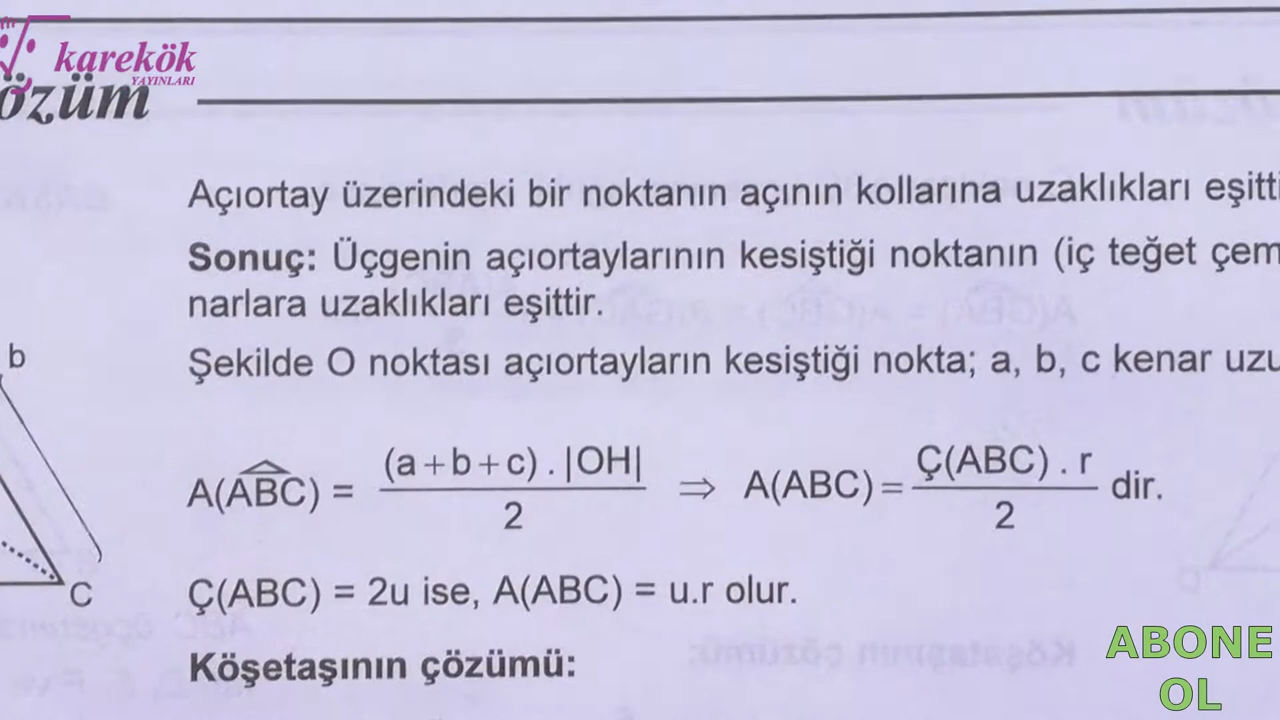 karekök
YAYINLARI
özüm
Açıortay üzerindeki bir noktanın açının kollarına uzaklıkları eşitti
Sonuç: Üçgenin açıortaylarının kesiştiği noktanın (iç teğet çem
narlara uzaklıkları eşittir.
b
Şekilde O noktası açıortayların kesiştiği nokta; a, b, c kenar uzu
A(ABC) = (a+b+c) . |OH| / 2 ⇒ A(ABC) = Ç(ABC) . r / 2 dir.
C
Ç(ABC) = 2u ise, A(ABC) = u.r olur.
Köşetaşının çözümü:
ABONE
OL